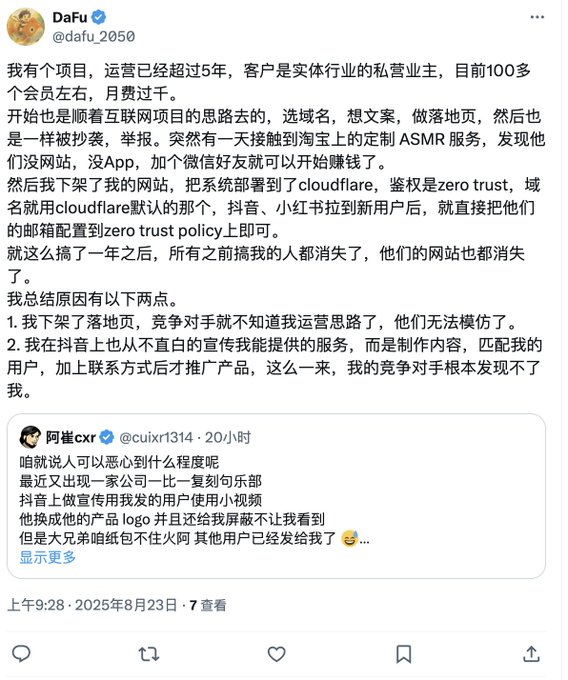 DaFu
@dafu_2050
我有个项目，运营已经超过5年，客户是实体行业的私营业主，目前100多
个会员左右，月费过千。
开始也是顺着互联网项目的思路去的，选域名，想文案，做落地页，然后也
是一样被抄袭，举报。突然有一天接触到淘宝上的定制 ASMR 服务，发现他
们没网站，没App，加个微信好友就可以开始赚钱了。
然后我下架了我的网站，把系统部署到了cloudflare，鉴权是zero trust，域
名就用cloudflare默认的那个，抖音、小红书拉到新用户后，就直接把他们
的邮箱配置到zero trust policy上即可。
就这么搞了一年之后，所有之前搞我的人都消失了，他们的网站也都消失
了。
我总结原因有以下两点。
1. 我下架了落地页，竞争对手就不知道我运营思路了，他们无法模仿了。
2. 我在抖音上也从不直白的宣传我能提供的服务，而是制作内容，匹配我的
用户，加上联系方式后才推广产品，这么一来，我的竞争对手根本发现不了
我。
阿崔cxr @cuixr1314 · 20小时
咱就说人可以恶心到什么程度呢
最近又出现一家公司一比一复刻句乐部
抖音上做宣传用我发的用户使用小视频
他换成他的产品 logo 并且还给我屏蔽不让我看到
但是大兄弟咱纸包不住火阿 其他用户已经发给我了 😅...
显示更多
上午9:28 · 2025年8月23日 · 7 查看